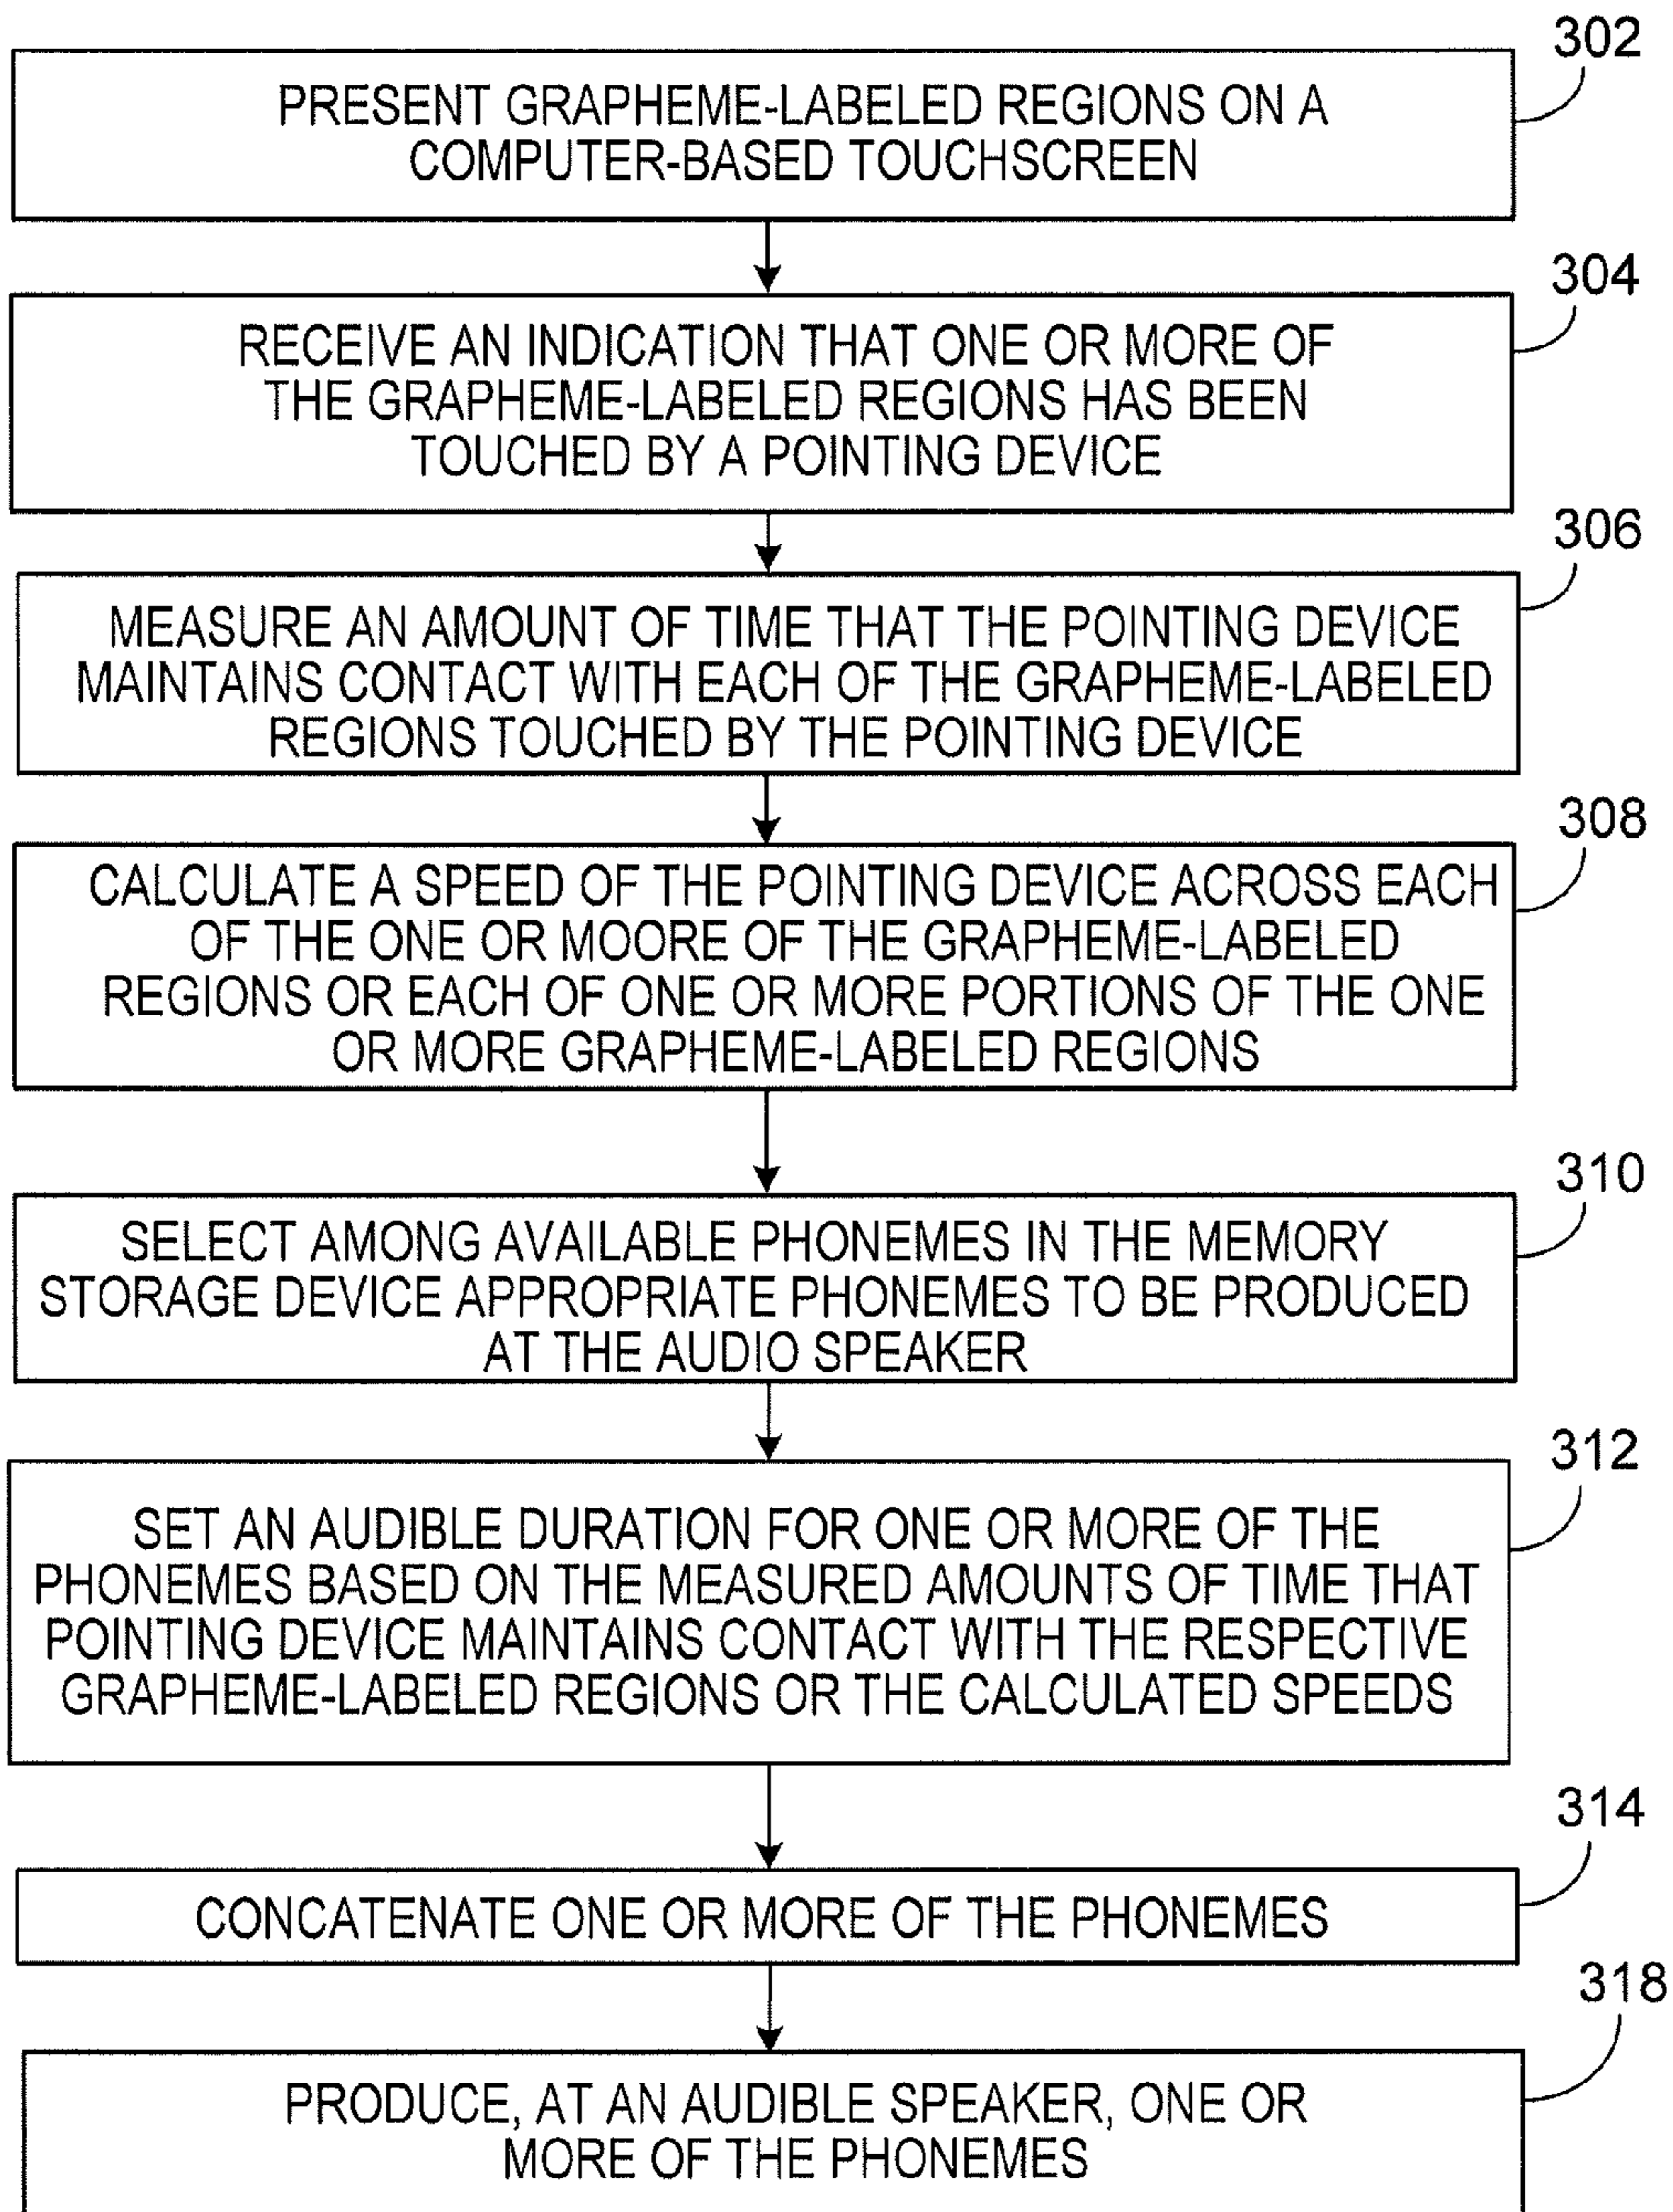 302
PRESENT GRAPHEME-LABELED REGIONS ON A
COMPUTER-BASED TOUCHSCREEN
304
RECEIVE AN INDICATION THAT ONE OR MORE OF
THE GRAPHEME-LABELED REGIONS HAS BEEN
TOUCHED BY A POINTING DEVICE
306
MEASURE AN AMOUNT OF TIME THAT THE POINTING DEVICE
MAINTAINS CONTACT WITH EACH OF THE GRAPHEME-LABELED
REGIONS TOUCHED BY THE POINTING DEVICE
308
CALCULATE A SPEED OF THE POINTING DEVICE ACROSS EACH
OF THE ONE OR MOORE OF THE GRAPHEME-LABELED
REGIONS OR EACH OF ONE OR MORE PORTIONS OF THE ONE
OR MORE GRAPHEME-LABELED REGIONS
310
SELECT AMONG AVAILABLE PHONEMES IN THE MEMORY
STORAGE DEVICE APPROPRIATE PHONEMES TO BE PRODUCED
AT THE AUDIO SPEAKER
312
SET AN AUDIBLE DURATION FOR ONE OR MORE OF THE
PHONEMES BASED ON THE MEASURED AMOUNTS OF TIME THAT
POINTING DEVICE MAINTAINS CONTACT WITH THE RESPECTIVE
GRAPHEME-LABELED REGIONS OR THE CALCULATED SPEEDS
314
CONCATENATE ONE OR MORE OF THE PHONEMES
318
PRODUCE, AT AN AUDIBLE SPEAKER, ONE OR
MORE OF THE PHONEMES